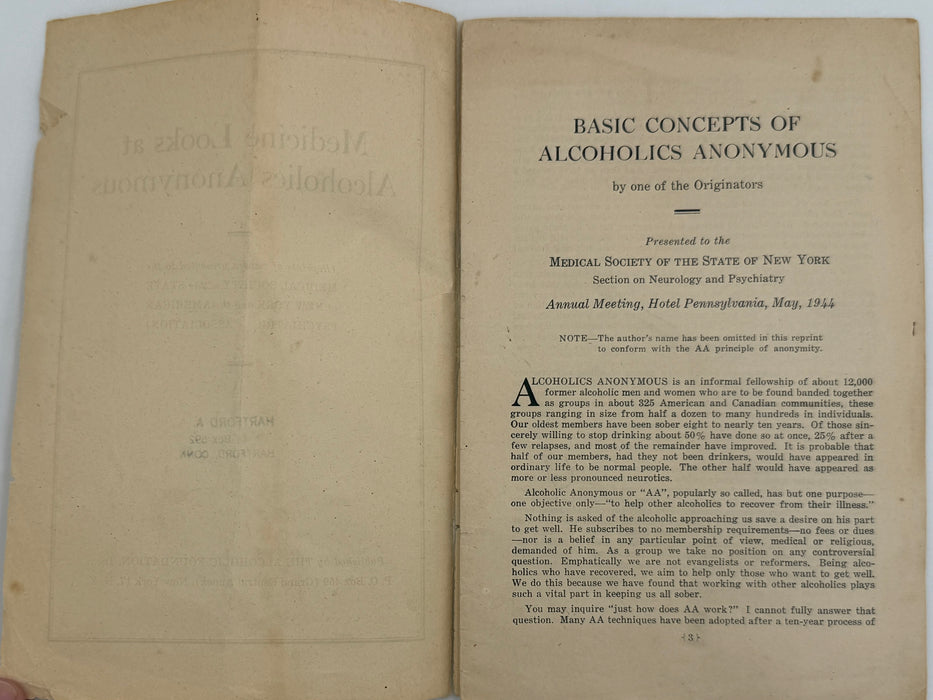 Medicine Looks at
Alcoholics Anonymous
HARTFORD A.
Box 592
HARTFORD, CONN.
BASIC CONCEPTS OF
ALCOHOLICS ANONYMOUS
by one of the Originators
Presented to the
MEDICAL SOCIETY OF THE STATE OF NEW YORK
Section on Neurology and Psychiatry
Annual Meeting, Hotel Pennsylvania, May, 1944
NOTE—The author's name has been omitted in this reprint
to conform with the AA principle of anonymity.
ALCOHOLICS ANONYMOUS is an informal fellowship of about 12,000
former alcoholic men and women who are to be found banded together
as groups in about 325 American and Canadian communities, these
groups ranging in size from half a dozen to many hundreds in individuals.
Our oldest members have been sober eight to nearly ten years. Of those sin-
cerely willing to stop drinking about 50% have done so at once, 25% after a
few relapses, and most of the remainder have improved. It is probable that
half of our members, had they not been drinkers, would have appeared in
ordinary life to be normal people. The other half would have appeared as
more or less pronounced neurotics.
Alcoholic Anonymous or "AA", popularly so called, has but one purpose—
one objective only—"to help other alcoholics to recover from their illness."
Nothing is asked of the alcoholic approaching us save a desire on his part
to get well. He subscribes to no membership requirements—no fees or dues
—nor is a belief in any particular point of view, medical or religious,
demanded of him. As a group we take no position on any controversial
question. Emphatically we are not evangelists or reformers. Being alco-
holics who have recovered, we aim to help only those who want to get well.
We do this because we have found that working with other alcoholics plays
such a vital part in keeping us all sober.
You may inquire "just how does AA work?" I cannot fully answer that
question. Many AA techniques have been adopted after a ten-year process of
3